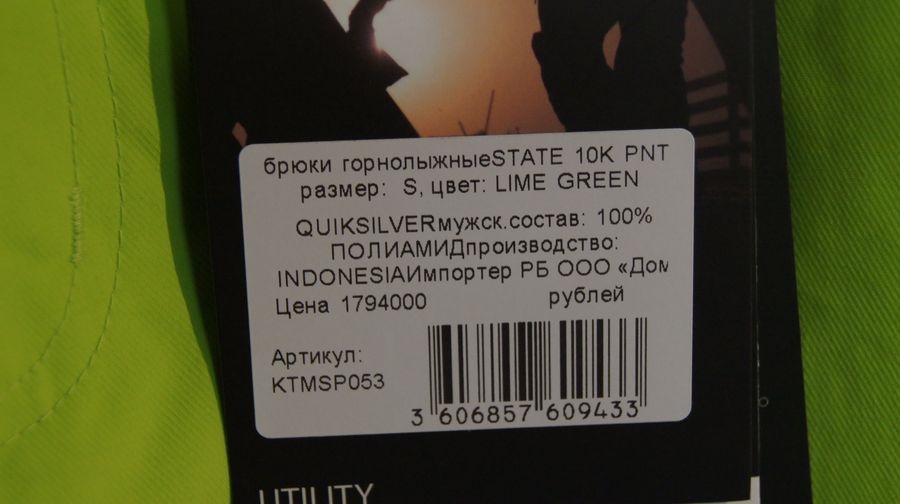 брюки горнолыжныеSTATE 10K PNT
размер: S, цвет: LIME GREEN
QUIKSILVERмужск.состав: 100%
ПОЛИАМИДпроизводство:
INDONESIAИмпортер РБ ООО «Дом
Цена 1794000 рублей
Артикул:
KTMSP053
3 606857 609433
UTILITY